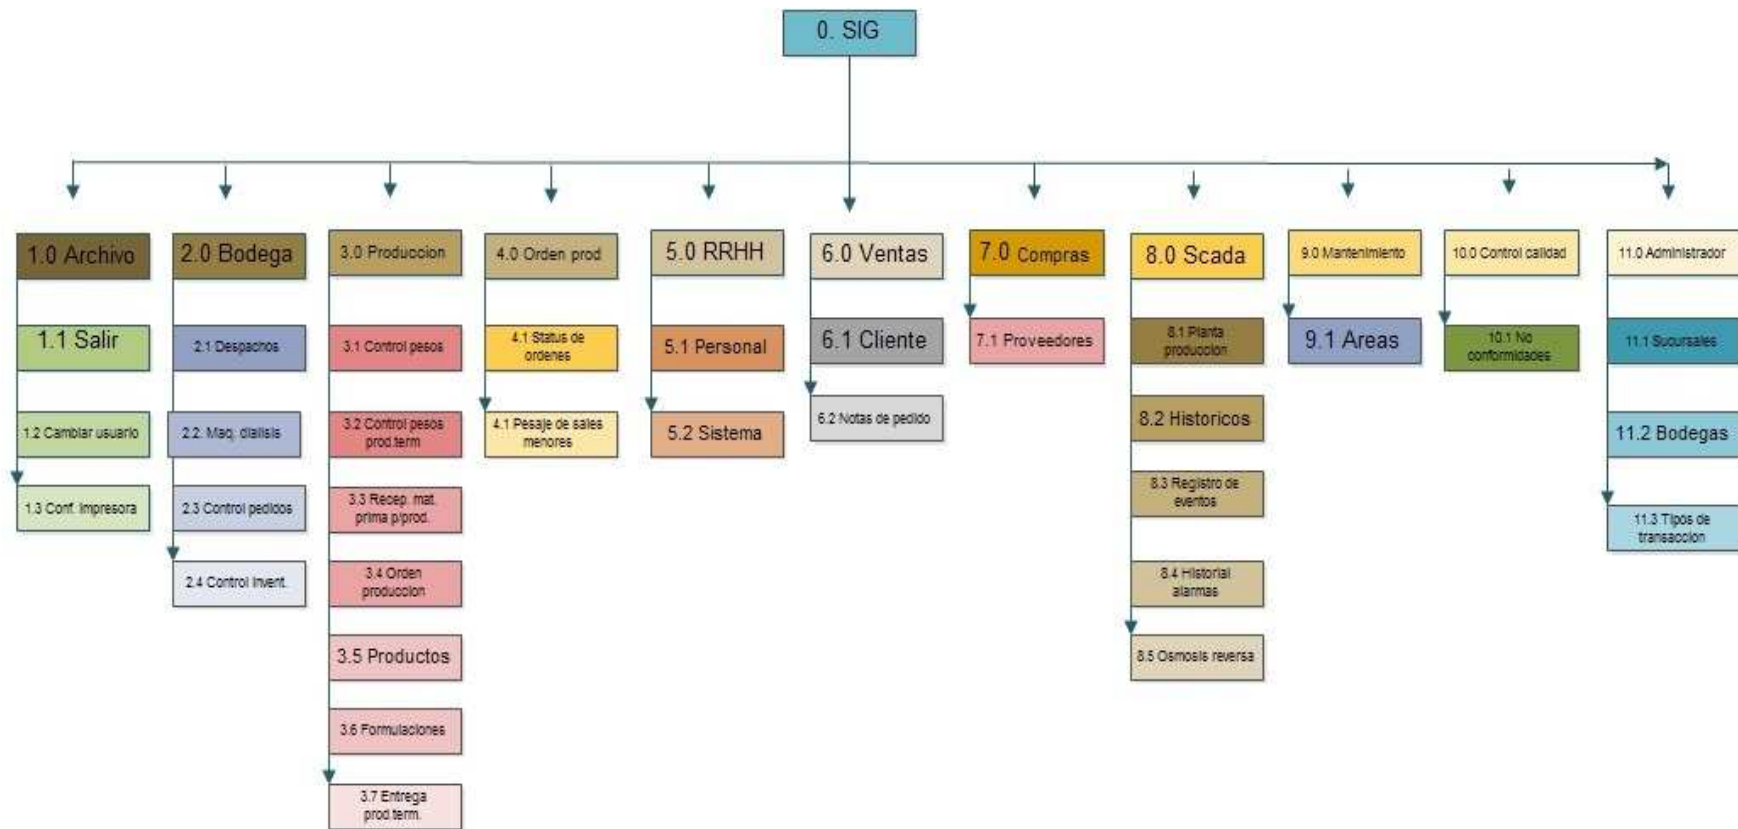 0. SIG
1.0 Archivo
2.0 Bodega
3.0 Produccion
4.0 Orden prod
5.0 RRHH
6.0 Ventas
7.0 Compras
8.0 Scada
9.0 Mantenimiento
10.0 Control calidad
11.0 Administrador
1.1 Salir
2.1 Despachos
3.1 Control pesos
4.1 Status de
ordenes
5.1 Personal
6.1 Cliente
7.1 Proveedores
8.1 Planta
produccion
9.1 Areas
10.1 No
conformidades
11.1 Sucursales
1.2 Cambiar usuario
2.2. Maq. dialisis
3.2 Control pesos
prod.term
4.1 Pesaje de sales
menores
5.2 Sistema
6.2 Notas de pedido
8.2 Historicos
11.2 Bodegas
1.3 Conf. Impresora
2.3 Control pedidos
3.3 Recep. mat.
prima p/prod.
8.3 Registro de
eventos
11.3 Tipos de
transaccion
2.4 Control Invent.
3.4 Orden
produccion
8.4 Historial
alarmas
3.5 Productos
8.5 Osmosis reversa
3.6 Formulaciones
3.7 Entrega
prod.term.